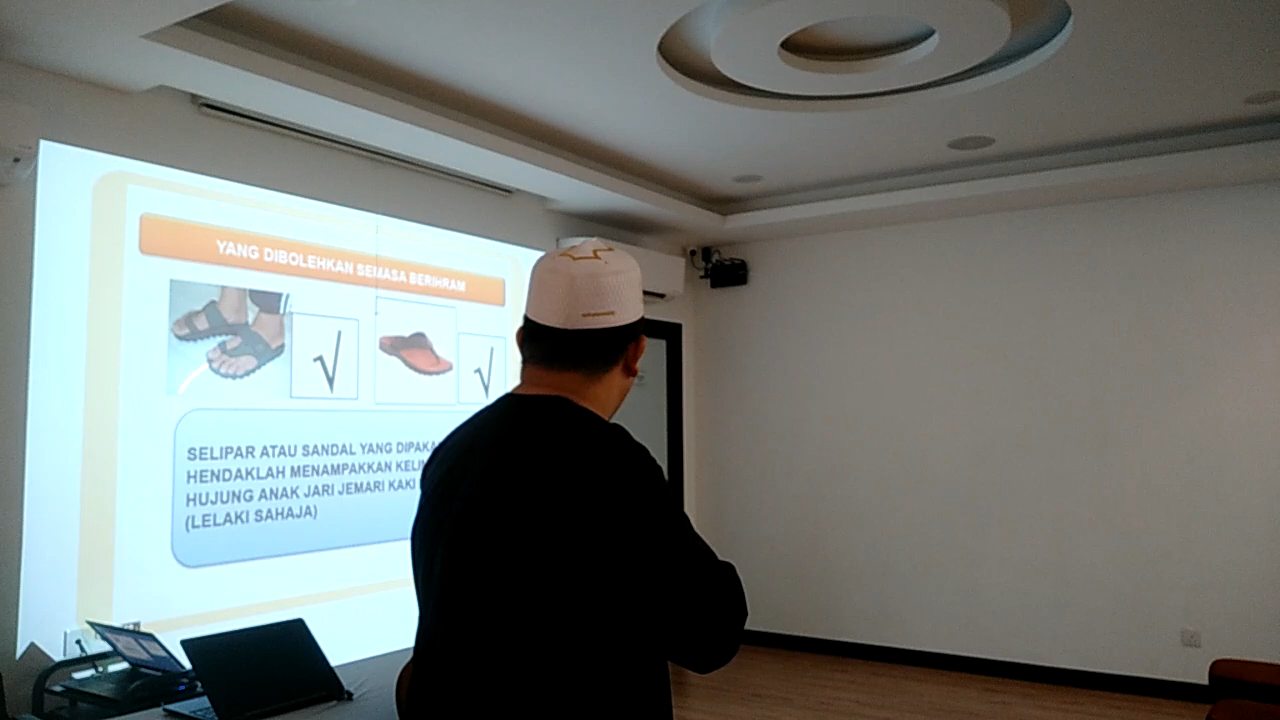 YANG DIBOLEHKAN SEMASA BERIHRAM
SELIPAR ATAU SANDAL YANG
HENDAKLAH MENAMPAKKAN
HUJUNG ANAK JARI JEMARI KAKI
(LELAKI SAHAJA)